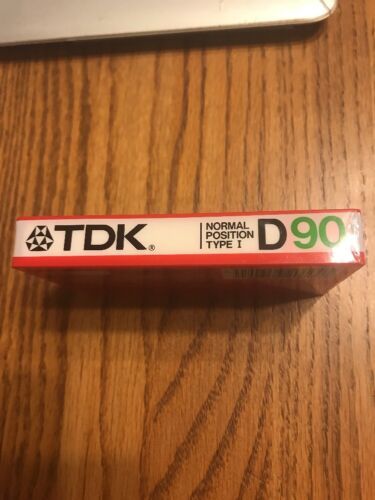 TDK®
NORMAL
POSITION
TYPE I
D90